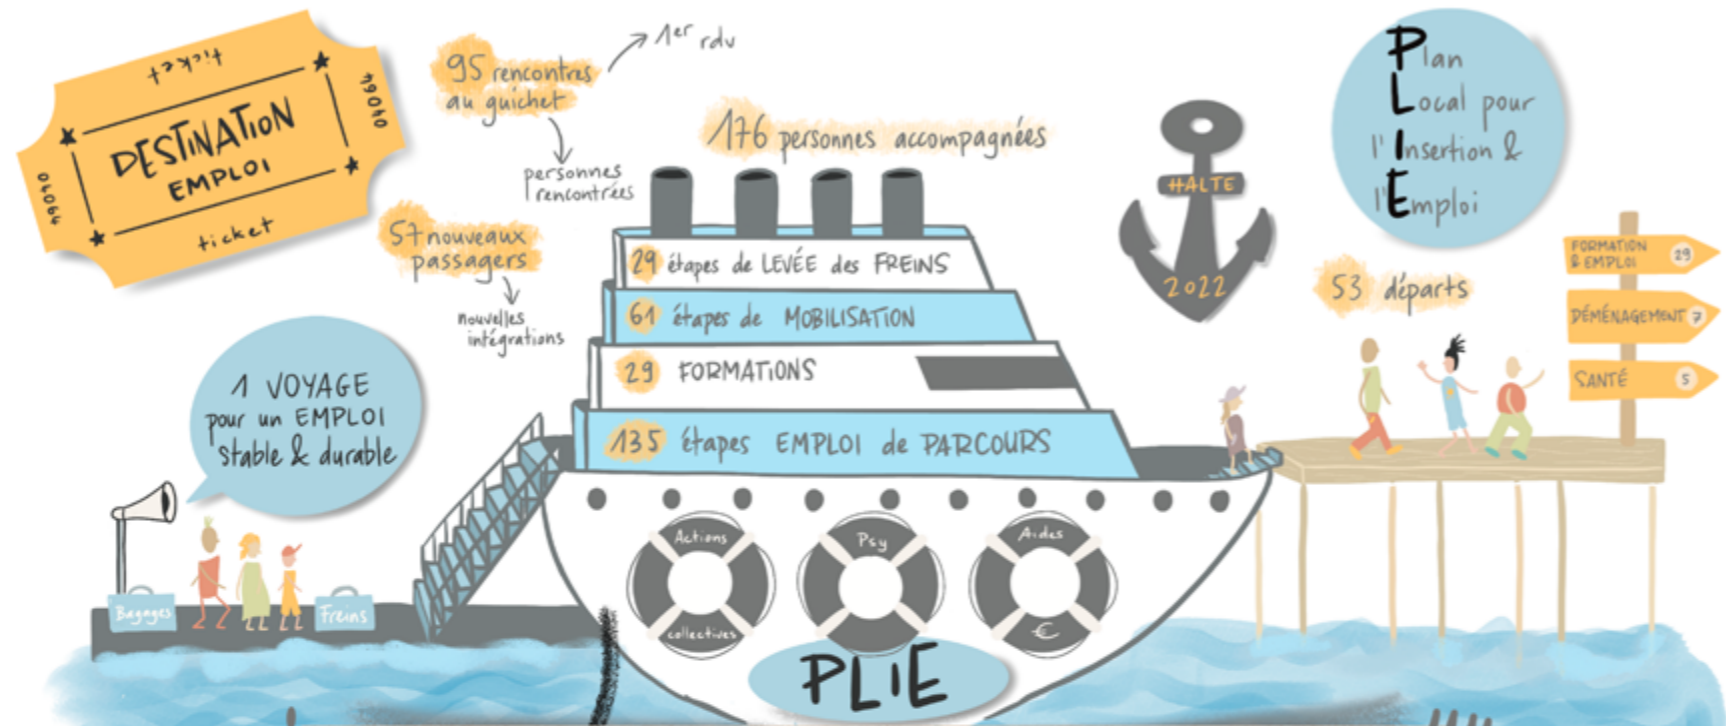 ticket
DESTINATION
EMPLOI
ticket
04064
04064
95 rencontres
au guichet
1er rdv
personnes
rencontrées
57 nouveaux
passagers
nouvelles
intégrations
176 personnes accompagnées
HALTE
2022
Plan
Local pour
l'Insertion &
l'Emploi
29 étapes de LEVÉE des FREINS
61 étapes de MOBILISATION
29 FORMATIONS
135 étapes EMPLOI de PARCOURS
53 départs
FORMATION
& EMPLOI 29
DÉMÉNAGEMENT 7
SANTÉ 5
1 VOYAGE
pour un EMPLOI
stable & durable
Bagages
Freins
Actions
collectives
Psy
Aides
€
PLIE